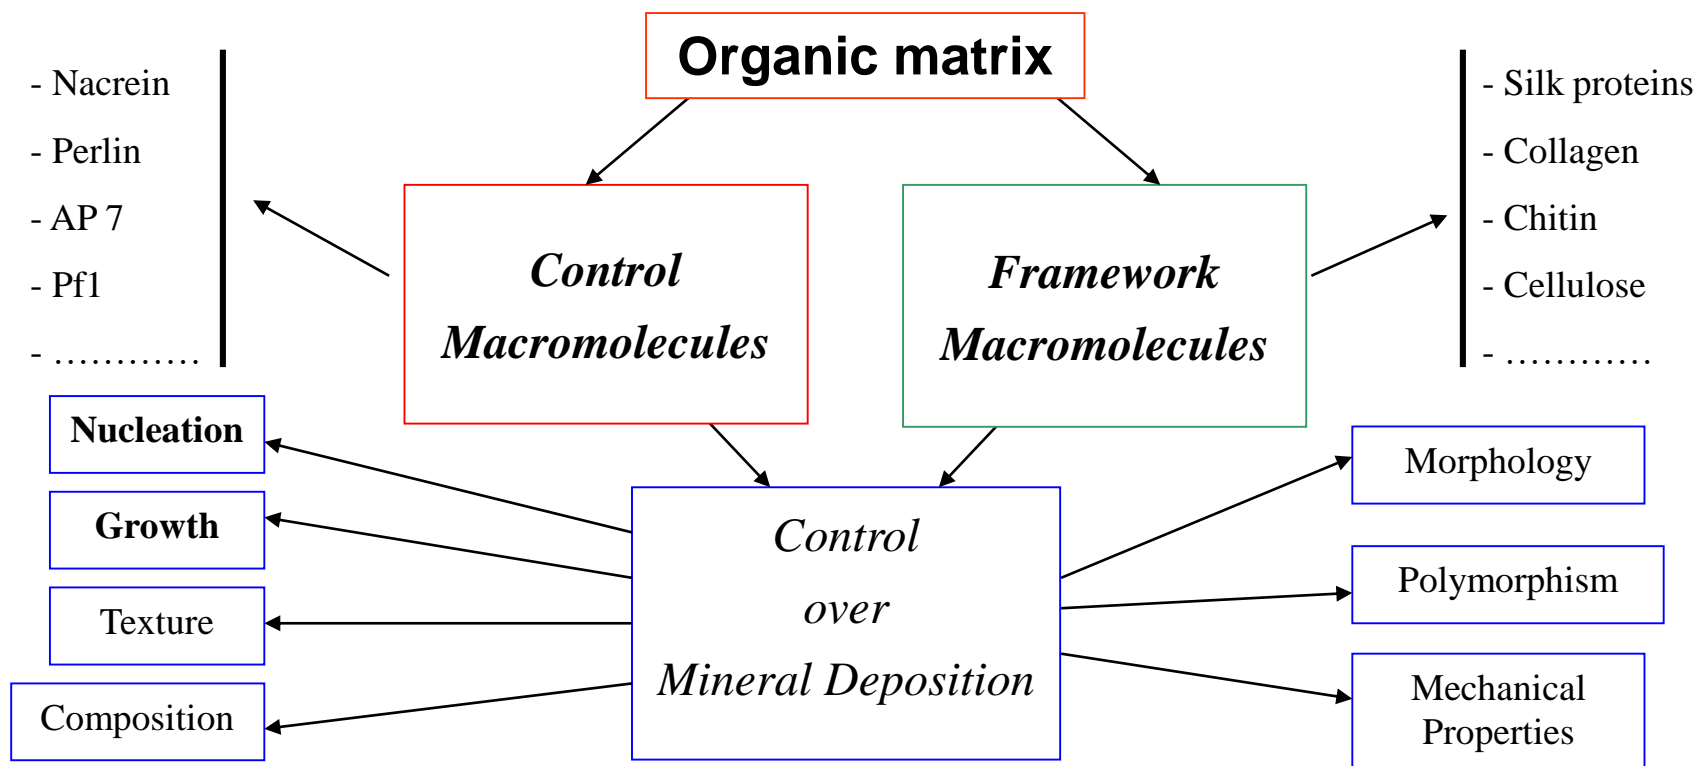 Organic matrix
- Nacrein
- Perlin
- AP 7
- Pf1
- …………
Control
Macromolecules
Framework
Macromolecules
- Silk proteins
- Collagen
- Chitin
- Cellulose
- …………
Nucleation
Growth
Texture
Composition
Control
over
Mineral Deposition
Morphology
Polymorphism
Mechanical
Properties